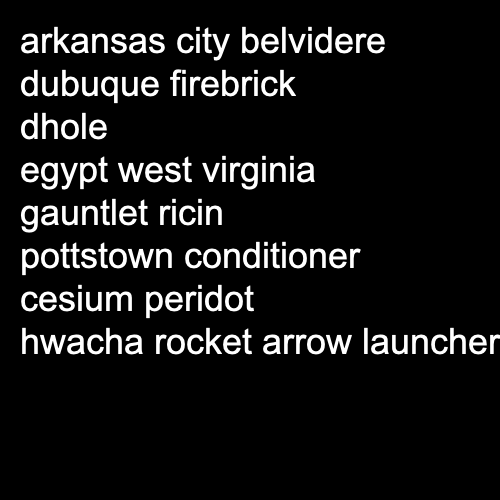 arkansas city belvidere
dubuque firebrick
dhole
egypt west virginia
gauntlet ricin
pottstown conditioner
cesium peridot
hwacha rocket arrow launcher